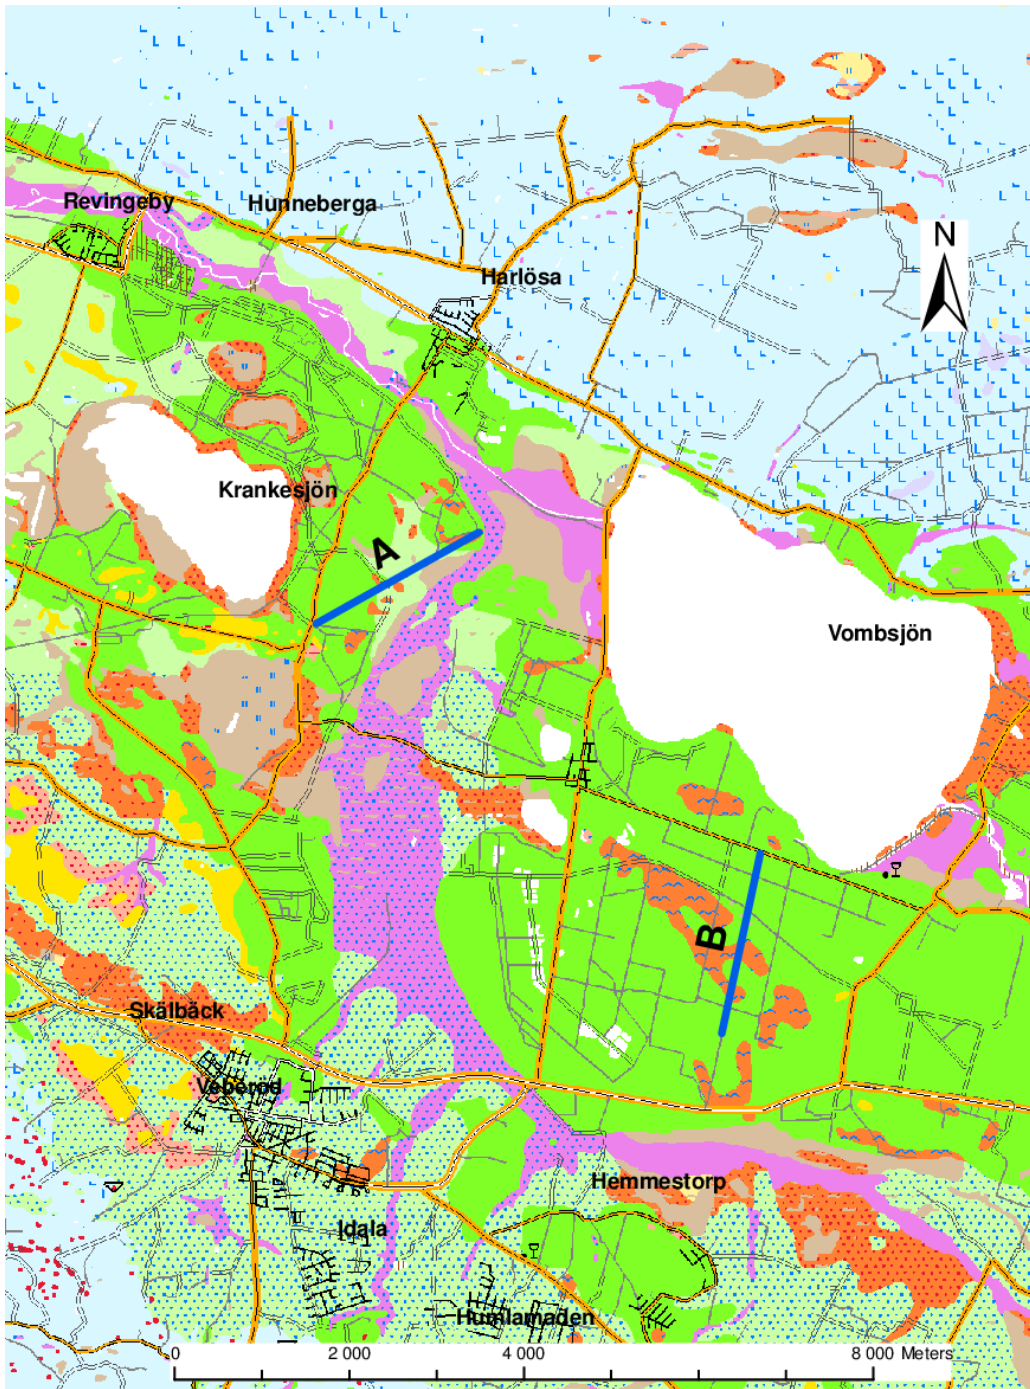 Revingeby
Hunneberga
N
Harlösa
Krankesjön
A
Vombsjön
B
Skälbäck
Veberöd
Hemmestorp
Idala
Humlamaden
0 2 000 4 000 8 000 Meters